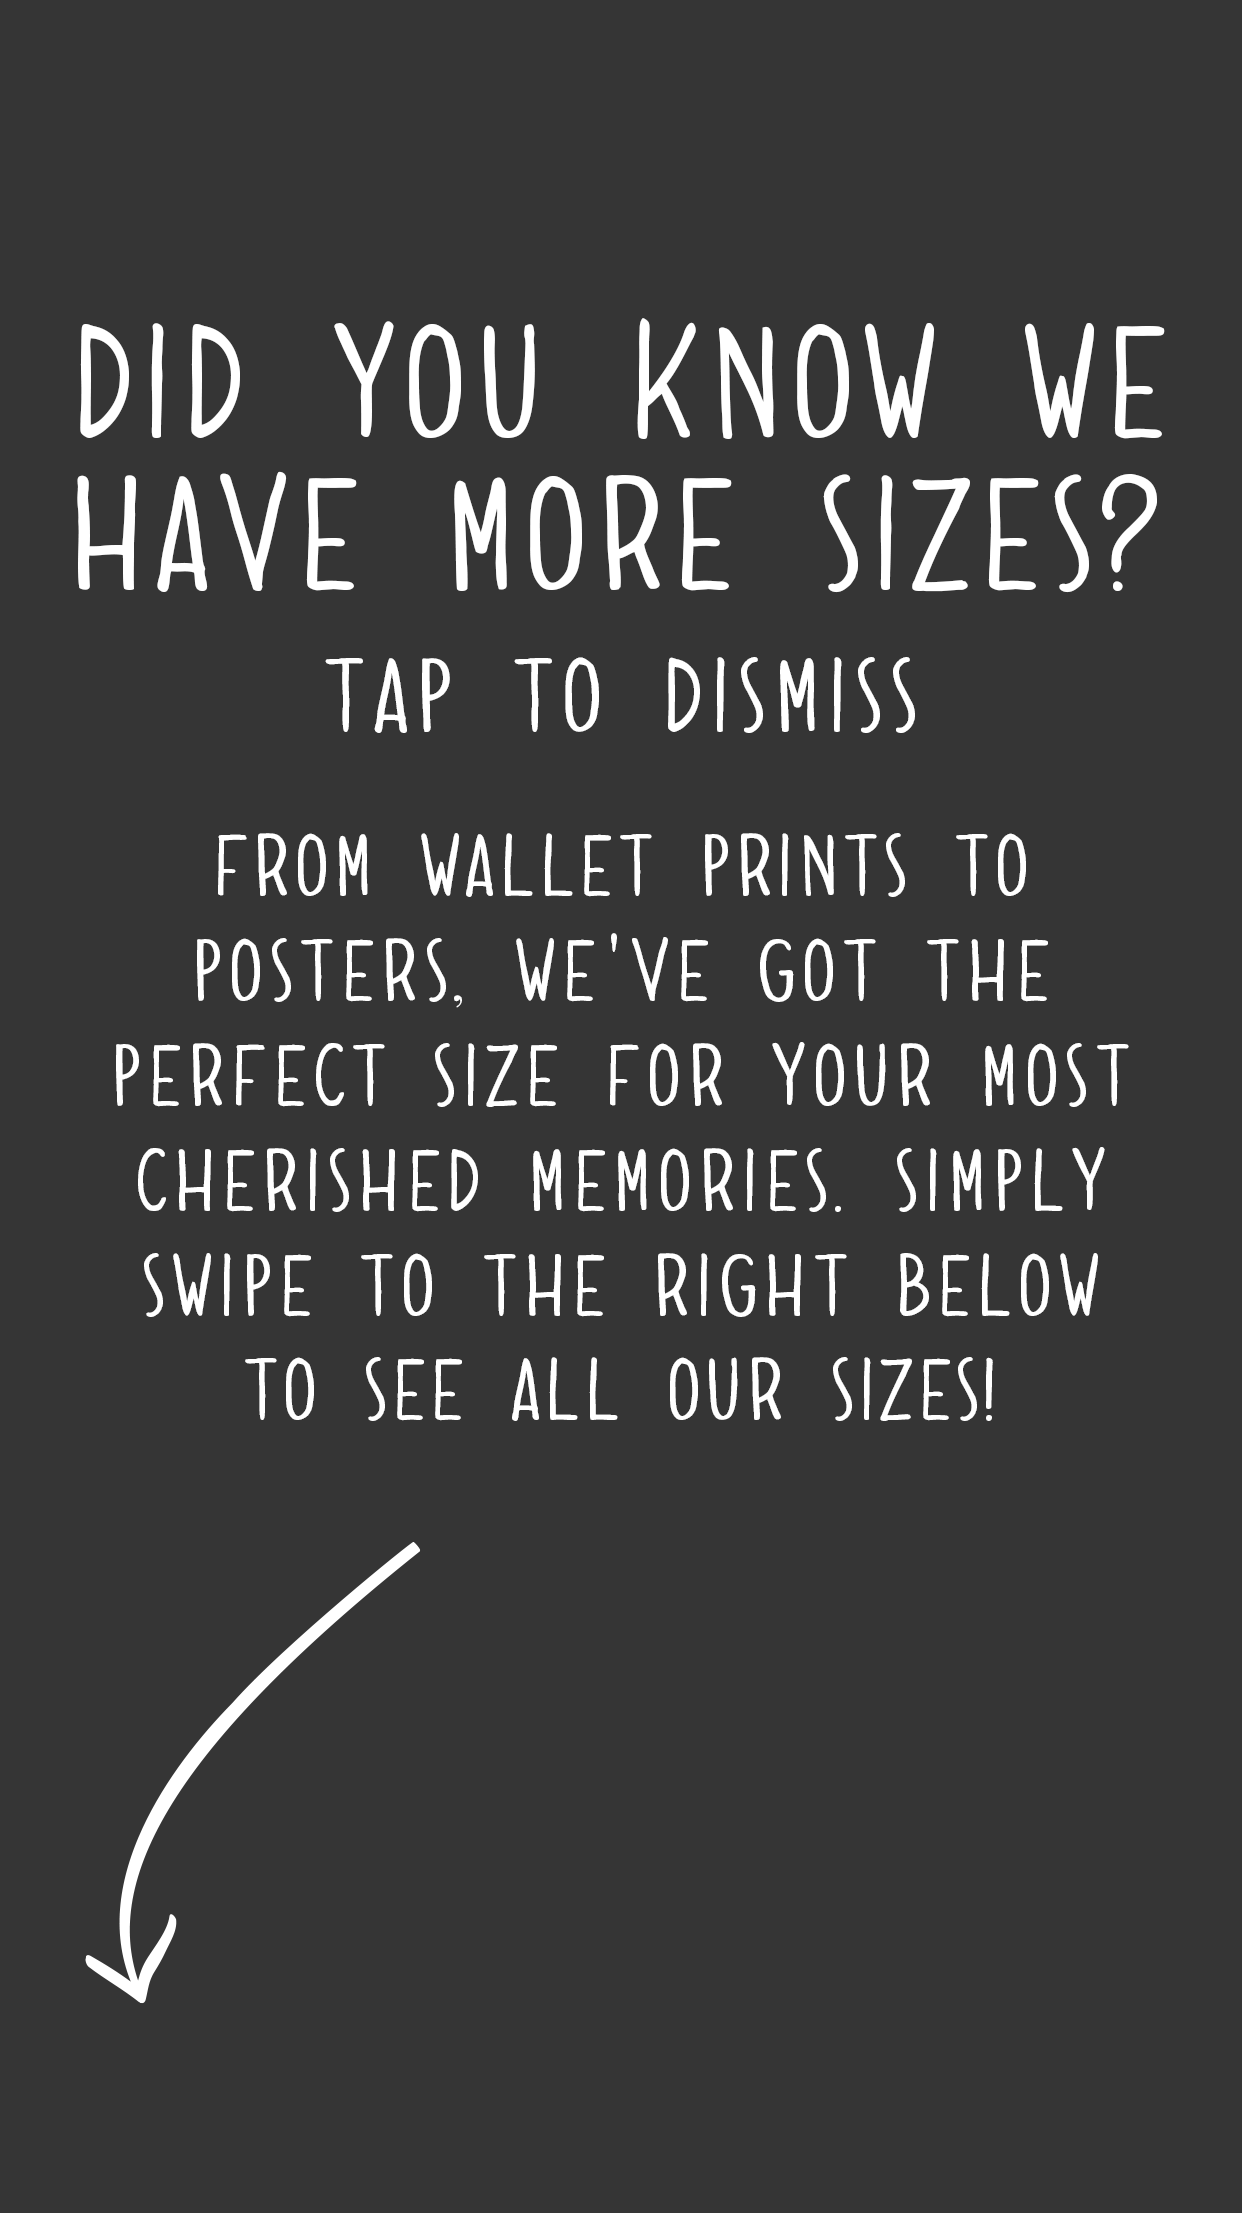 DID YOU KNOW WE
HAVE MORE SIZES?
TAP TO DISMISS
FROM WALLET PRINTS TO
POSTERS, WE'VE GOT THE
PERFECT SIZE FOR YOUR MOST
CHERISHED MEMORIES. SIMPLY
SWIPE TO THE RIGHT BELOW
TO SEE ALL OUR SIZES!